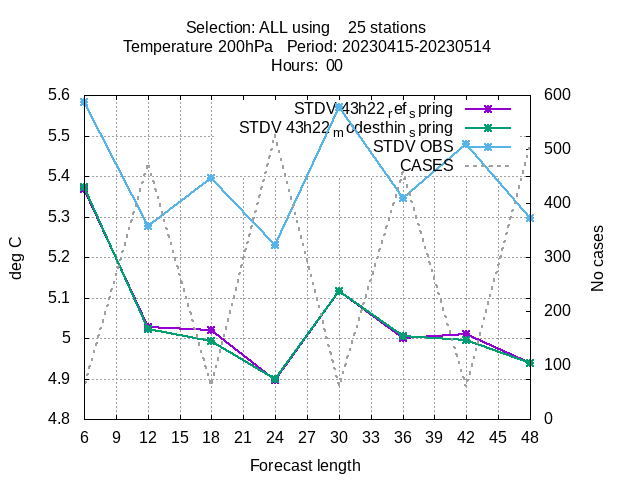 Selection: ALL using    25 stations
Temperature 200hPa   Period: 20230415-20230514
Hours:  00
STDV 43h22refspring
STDV 43h22modesthinspring
STDV OBS
CASES
5.6
5.5
5.4
5.3
5.2
5.1
5
4.9
4.8
deg C
600
500
400
300
200
100
0
No cases
6 9 12 15 18 21 24 27 30 33 36 39 42 45 48
Forecast length